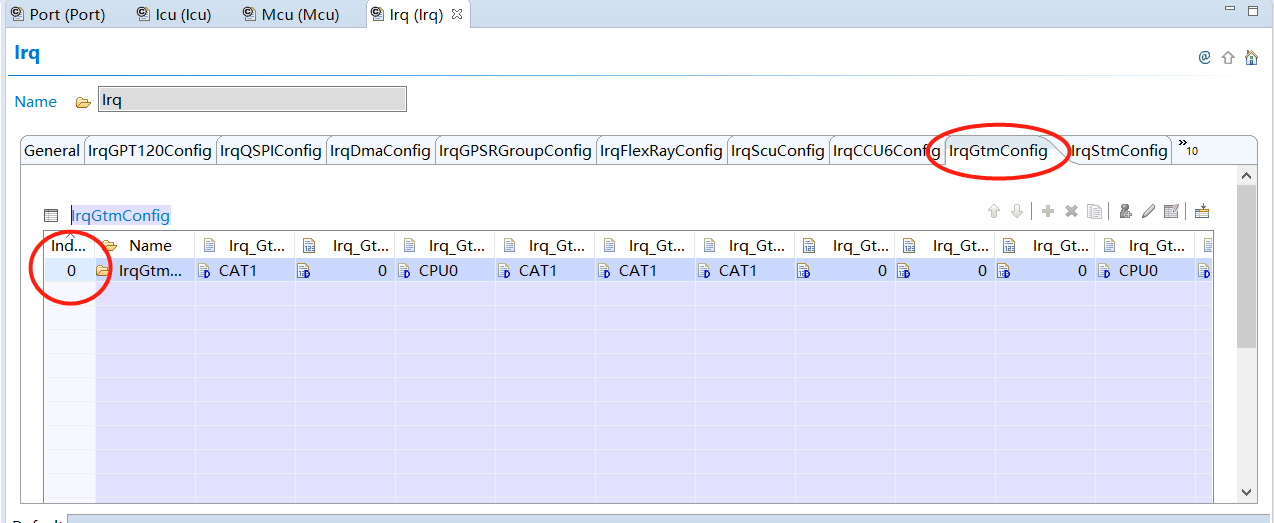 Port (Port) Icu (Icu) Mcu (Mcu) Irq (Irq)
Irq
Name Irq
General IrqGPT120Config IrqQSPIConfig IrqDmaConfig IrqGPSRGroupConfig IrqFlexRayConfig IrqScuConfig IrqCCU6Config IrqGtmConfig IrqStmConfig »10
IrqGtmConfig
Ind... Name Irq_Gt... Irq_Gt... Irq_Gt... Irq_Gt... Irq_Gt... Irq_Gt... Irq_Gt... Irq_Gt... Irq_Gt... Irq_Gt...
0 IrqGtm... CAT1 0 CPU0 CAT1 CAT1 CAT1 0 0 0 CPU0